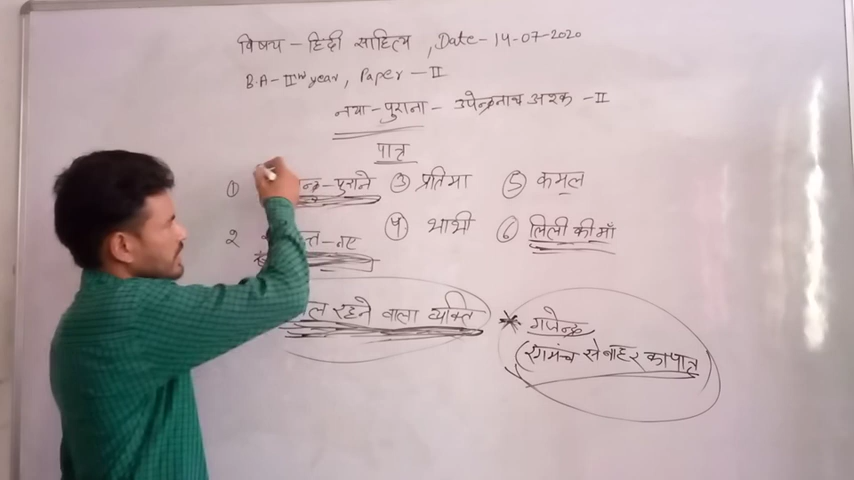 विषय - हिंदी साहित्य , Date - 14-07-2020
B.A - IInd year, Paper - II
नया - पुराना - उपेन्द्रनाथ अश्क - II
पात्र
① - पुराने ③ प्रतिमा ⑤ कमल
२ - नए ④ भाभी ⑥ लिली की माँ
रहने वाला व्यक्ति * गजेन्द्र
(रंगमंच से बाहर का पात्र)